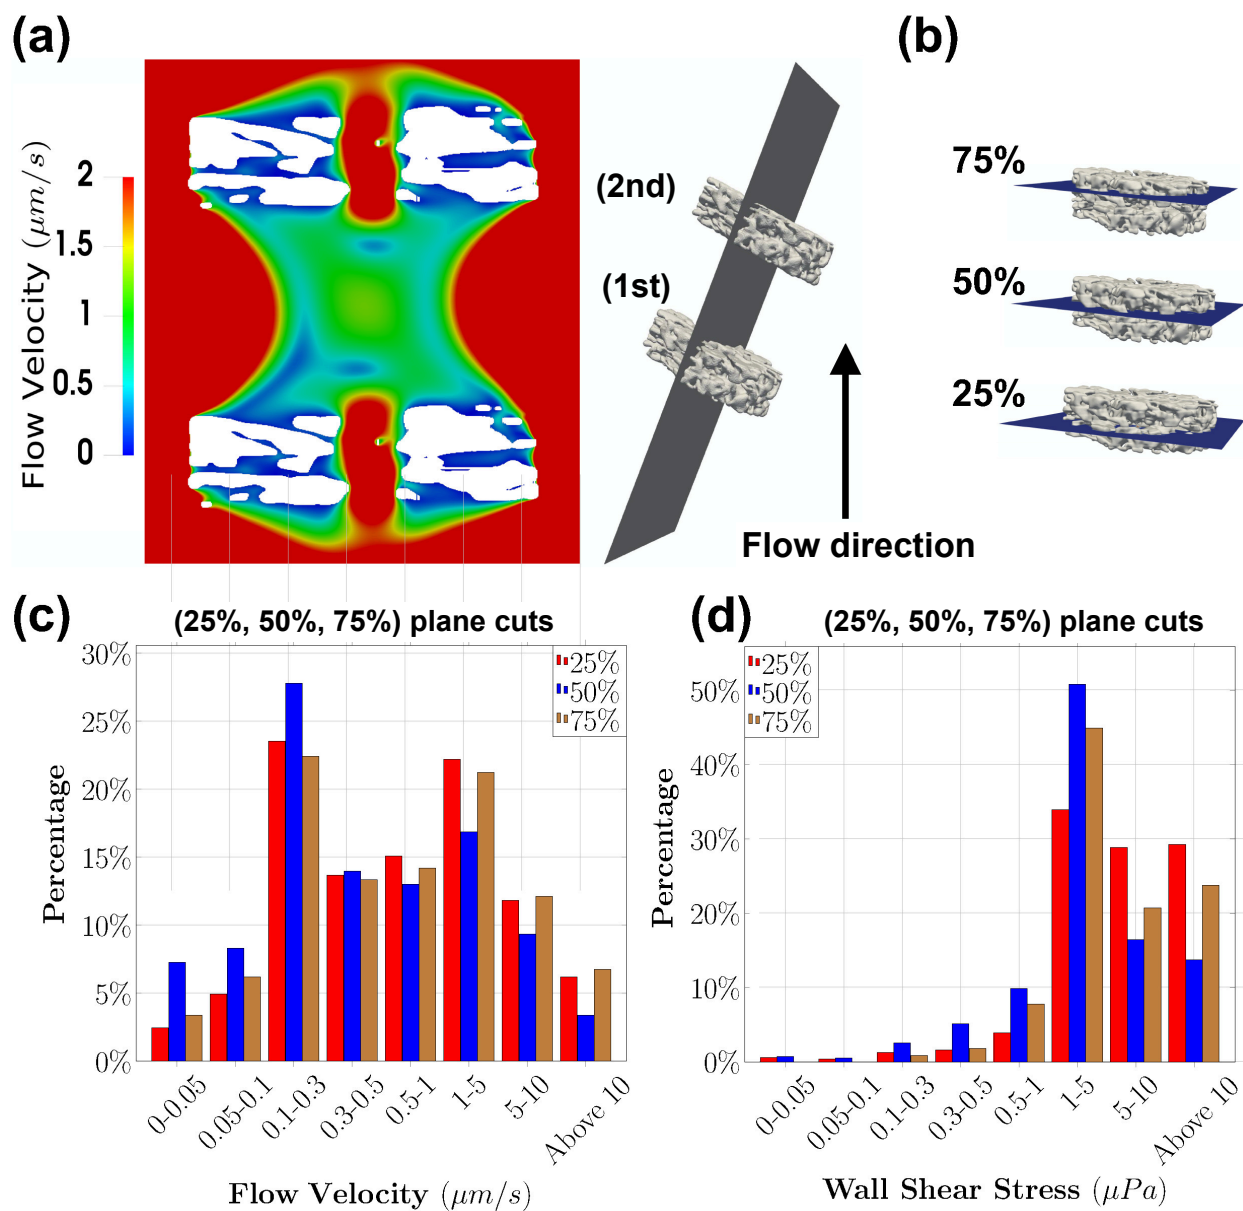 (a)
(b)
Flow Velocity (μm/s)
2
1.5
1
0.5
0
(2nd)
(1st)
Flow direction
75%
50%
25%
(c)
(25%, 50%, 75%) plane cuts
30%
25%
20%
15%
10%
5%
0%
Percentage
25%
50%
75%
0-0.05
0.05-0.1
0.1-0.3
0.3-0.5
0.5-1
1-5
5-10
Above 10
Flow Velocity (μm/s)
(d)
(25%, 50%, 75%) plane cuts
50%
40%
30%
20%
10%
0%
Percentage
25%
50%
75%
0-0.05
0.05-0.1
0.1-0.3
0.3-0.5
0.5-1
1-5
5-10
Above 10
Wall Shear Stress (μPa)